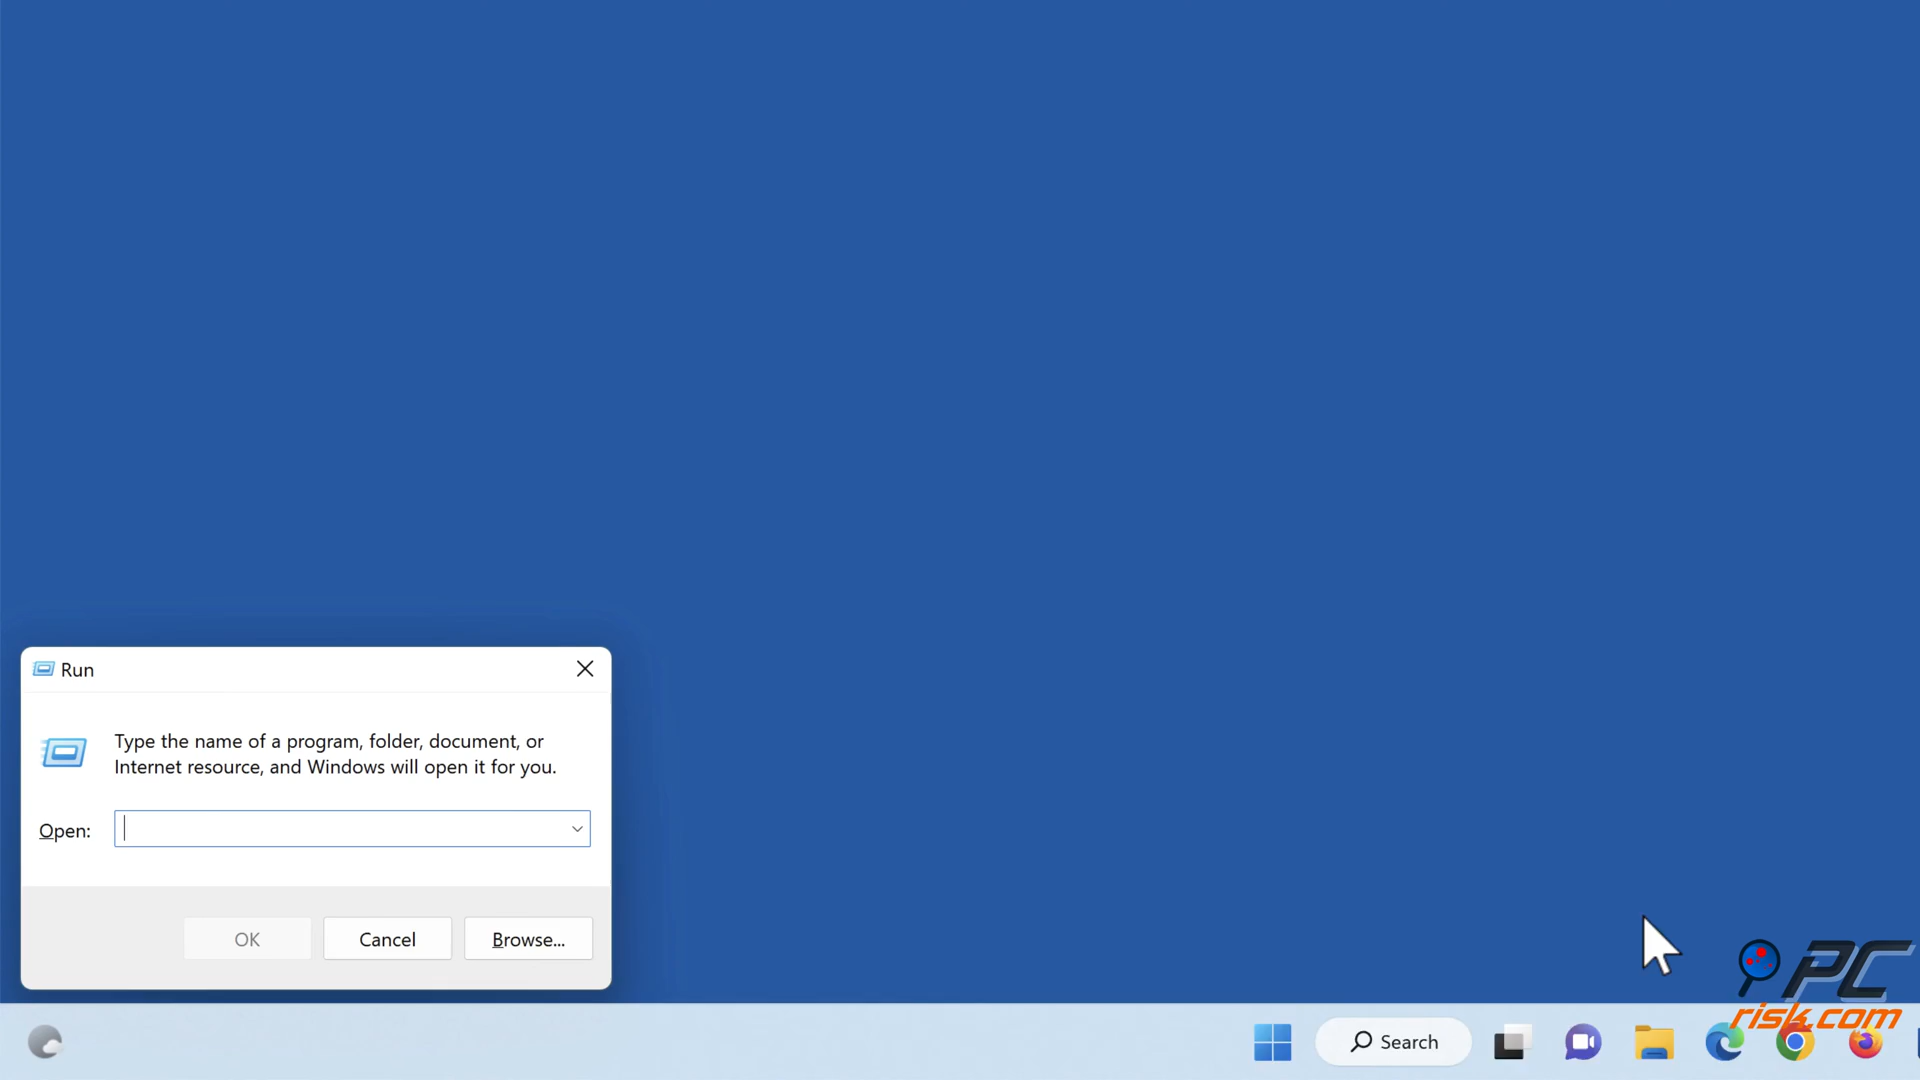 Run
Type the name of a program, folder, document, or
Internet resource, and Windows will open it for you.
Open:
OK
Cancel
Browse...
Search
PC
risk.com